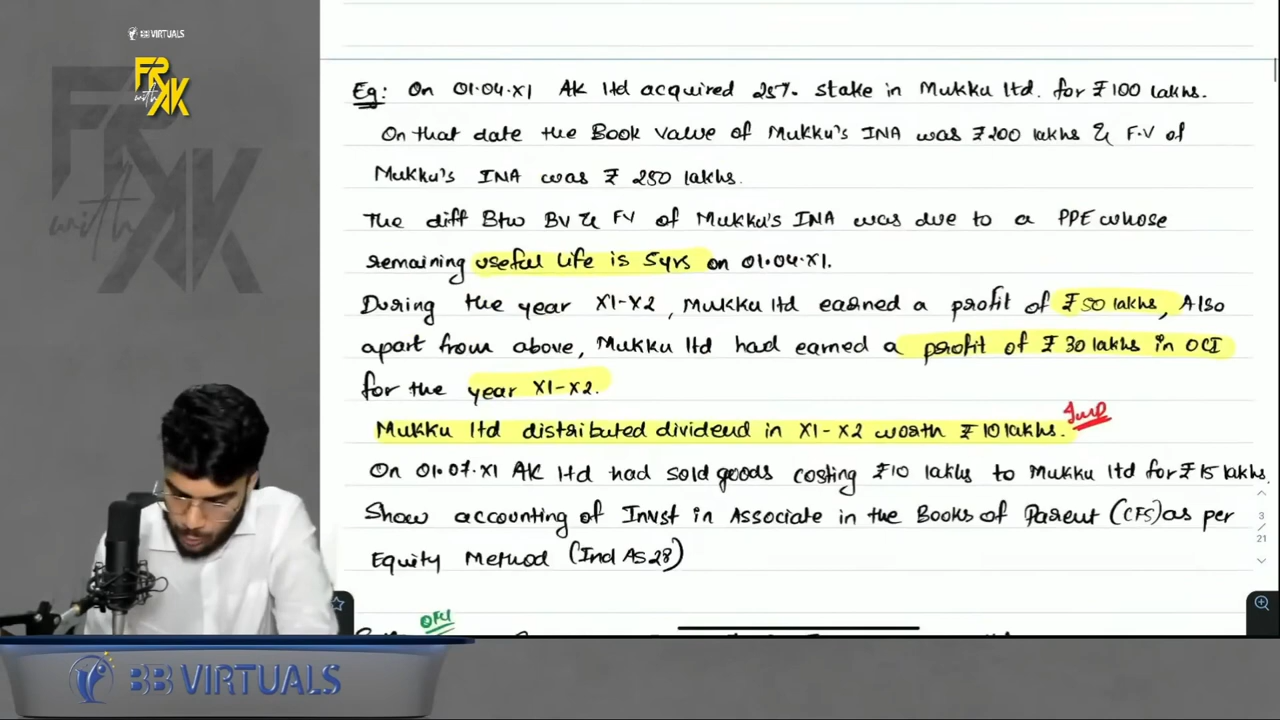 BB VIRTUALS
FR
with AK
FR
with AK
Eg: On 01.04.X1 AK ltd acquired 25% stake in Mukku ltd. for ₹100 lakhs.
On that date the Book Value of Mukku's INA was ₹200 lakhs & F.V of
Mukku's INA was ₹ 250 lakhs.
The diff Btw BV & FV of Mukku's INA was due to a PPE whose
remaining useful life is 5yrs on 01.04.X1.
During the year X1-X2, Mukku ltd earned a profit of ₹50 lakhs, Also
apart from above, Mukku ltd had earned a profit of ₹30 lakhs in OCI
for the year X1-X2.
Imp
Mukku ltd distributed dividend in X1-X2 worth ₹10 lakhs.
On 01.07.X1 AK ltd had sold goods costing ₹10 lakhs to Mukku ltd for ₹15 lakhs
Show accounting of Invst in Associate in the Books of Parent (CFS) as per
Equity Method (Ind AS 28)
3
/
21
BB VIRTUALS